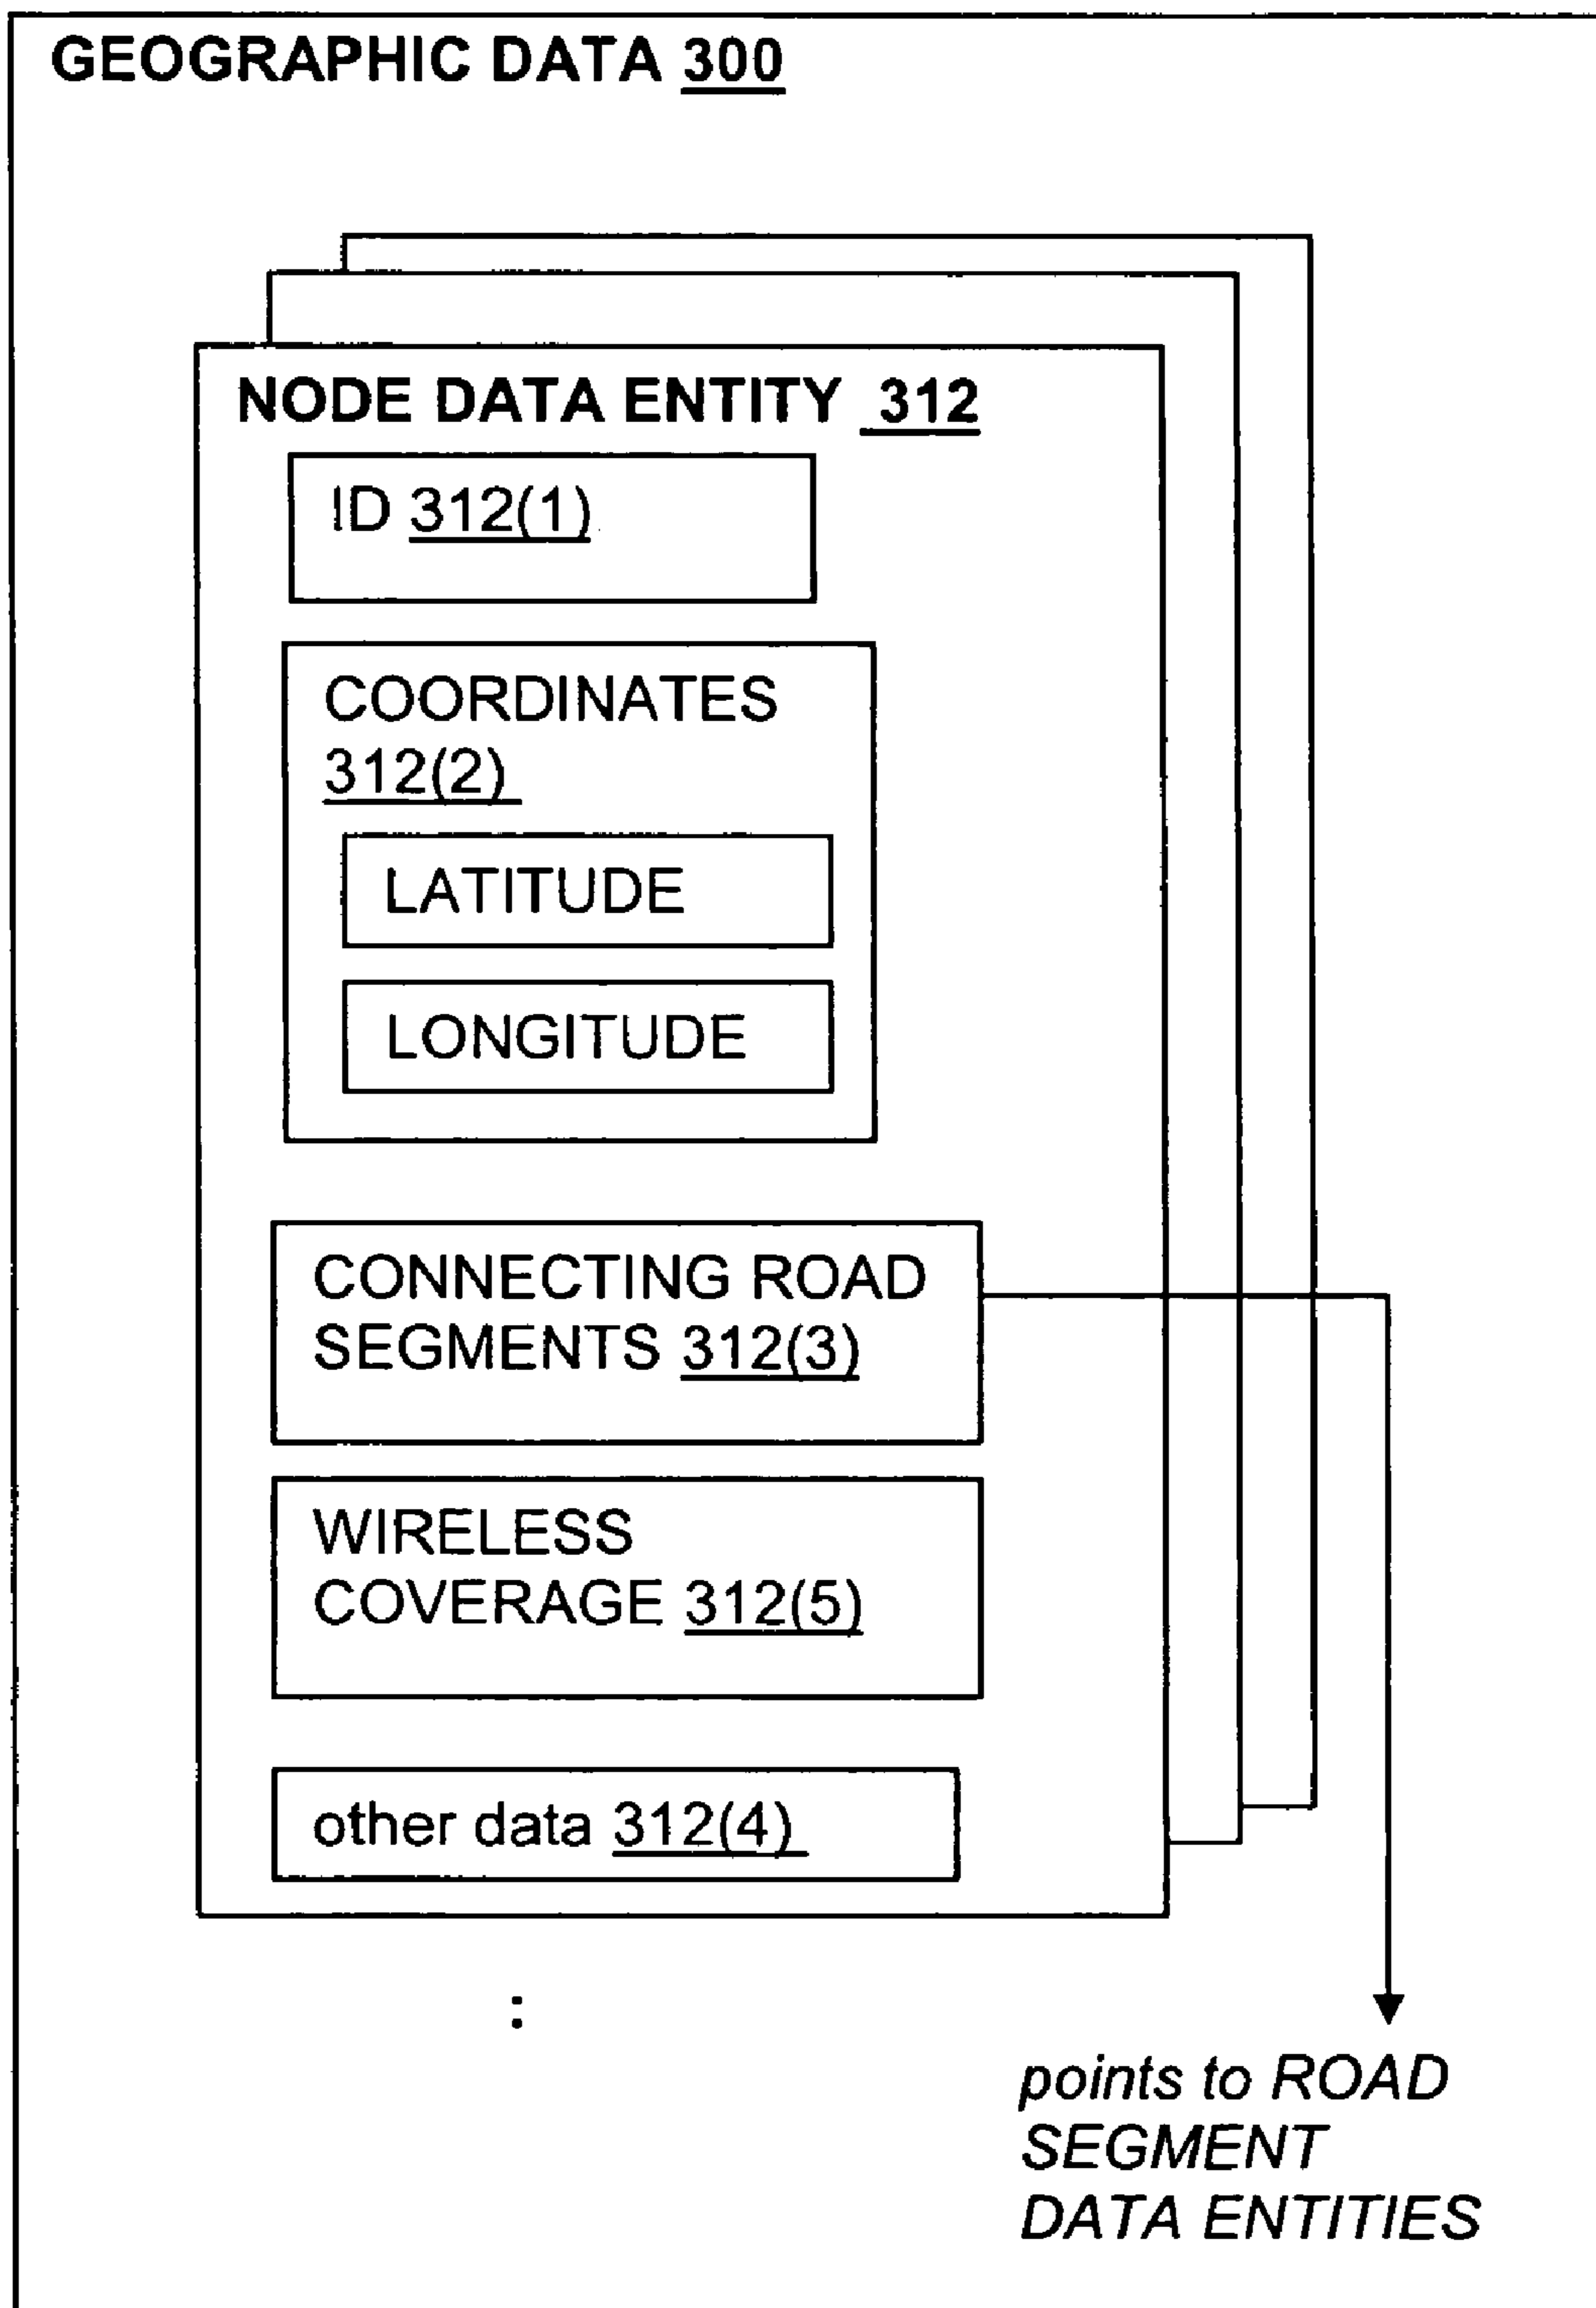 GEOGRAPHIC DATA 300
NODE DATA ENTITY 312
ID 312(1)
COORDINATES
312(2)
LATITUDE
LONGITUDE
CONNECTING ROAD
SEGMENTS 312(3)
WIRELESS
COVERAGE 312(5)
other data 312(4)
:
points to ROAD
SEGMENT
DATA ENTITIES